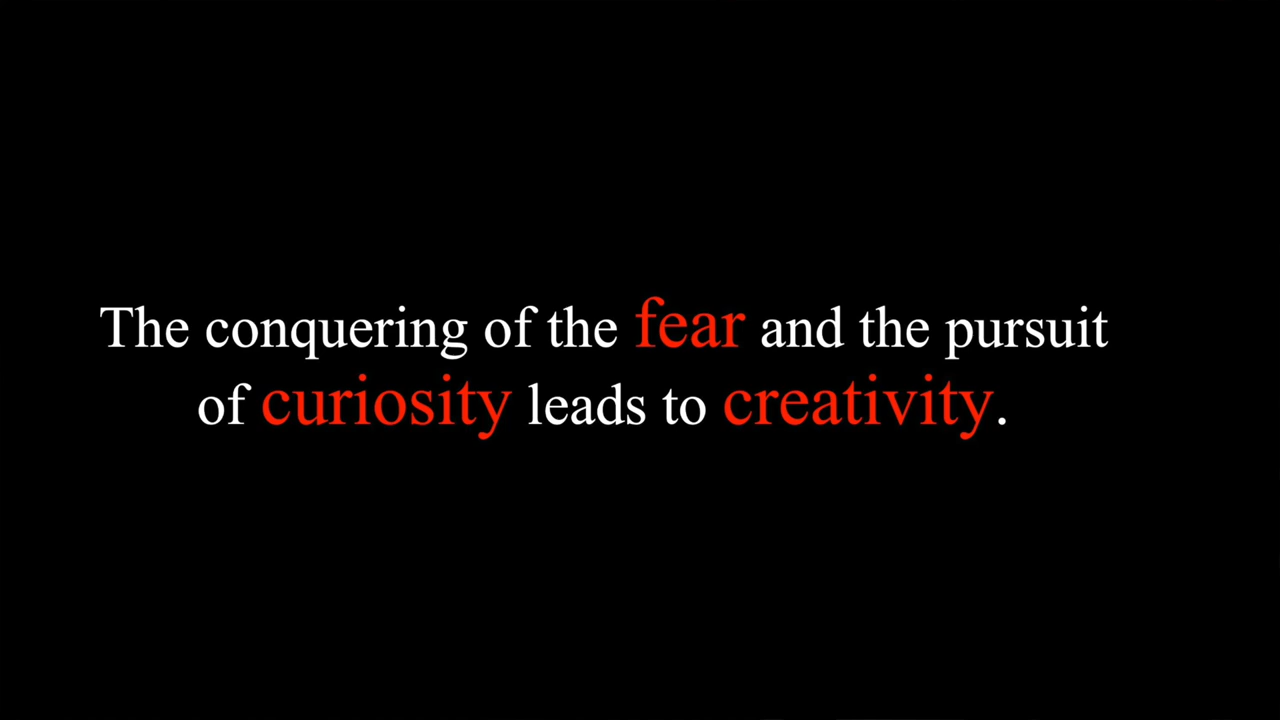 The conquering of the fear and the pursuit
of curiosity leads to creativity.